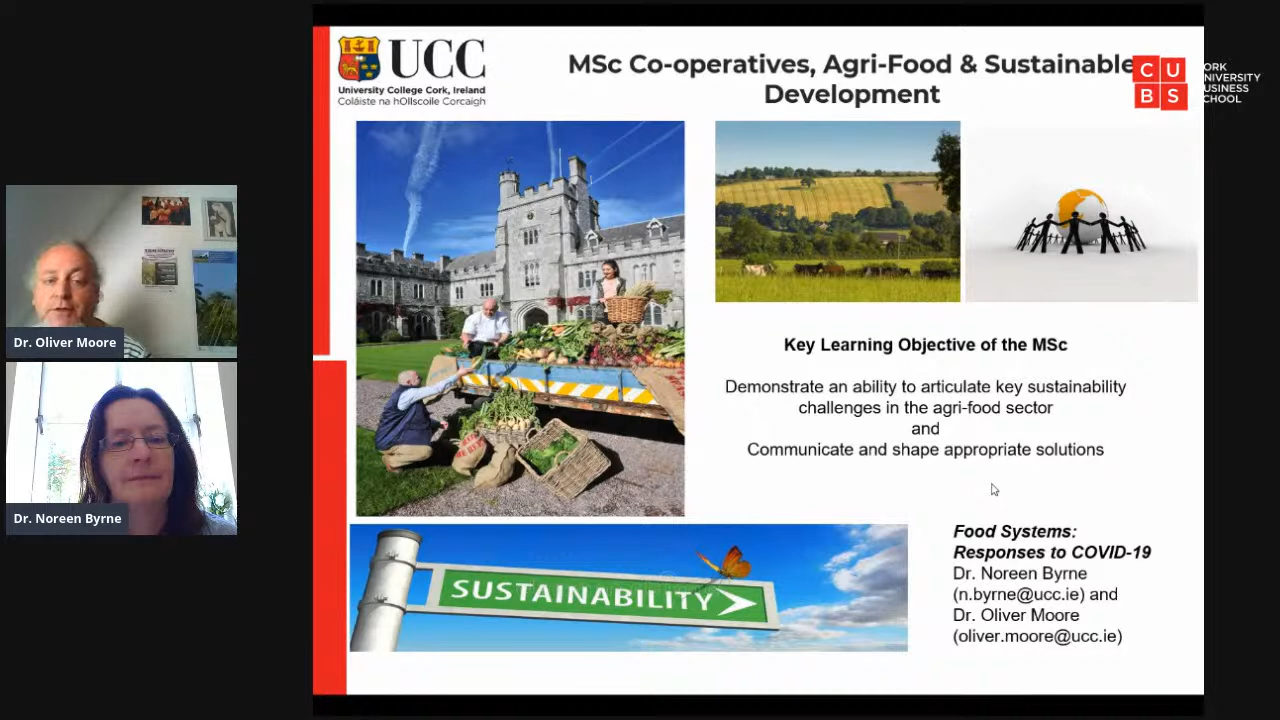 UCC
University College Cork, Ireland
Coláiste na hOllscoile Corcaigh
MSc Co-operatives, Agri-Food & Sustainable
Development
C U
B S
ORK
NIVERSITY
USINESS
CHOOL
Dr. Oliver Moore
Dr. Noreen Byrne
Key Learning Objective of the MSc
Demonstrate an ability to articulate key sustainability
challenges in the agri-food sector
and
Communicate and shape appropriate solutions
SUSTAINABILITY
Food Systems:
Responses to COVID-19
Dr. Noreen Byrne
(n.byrne@ucc.ie) and
Dr. Oliver Moore
(oliver.moore@ucc.ie)